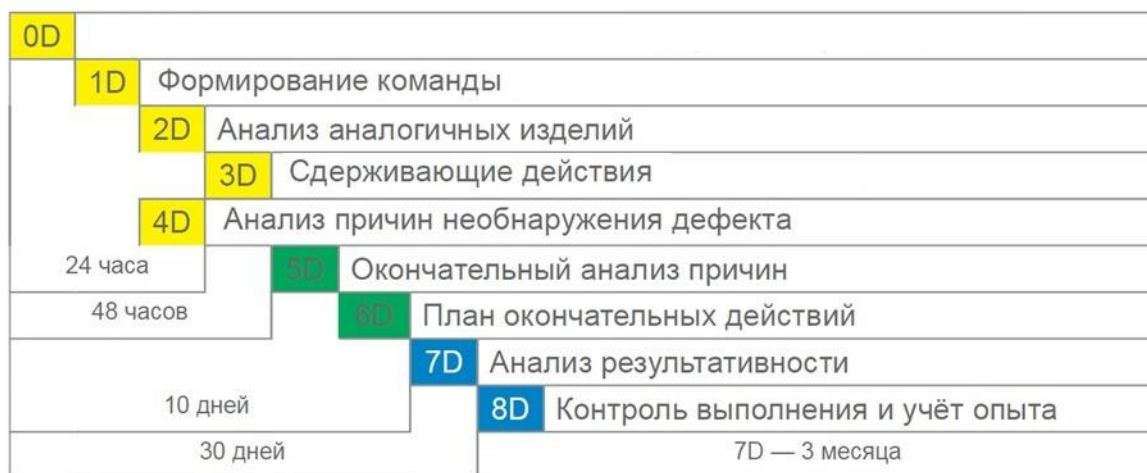 0D
1D Формирование команды
2D Анализ аналогичных изделий
3D Сдерживающие действия
4D Анализ причин необнаружения дефекта
24 часа 5D Окончательный анализ причин
48 часов 6D План окончательных действий
7D Анализ результативности
10 дней 8D Контроль выполнения и учёт опыта
30 дней 7D — 3 месяца